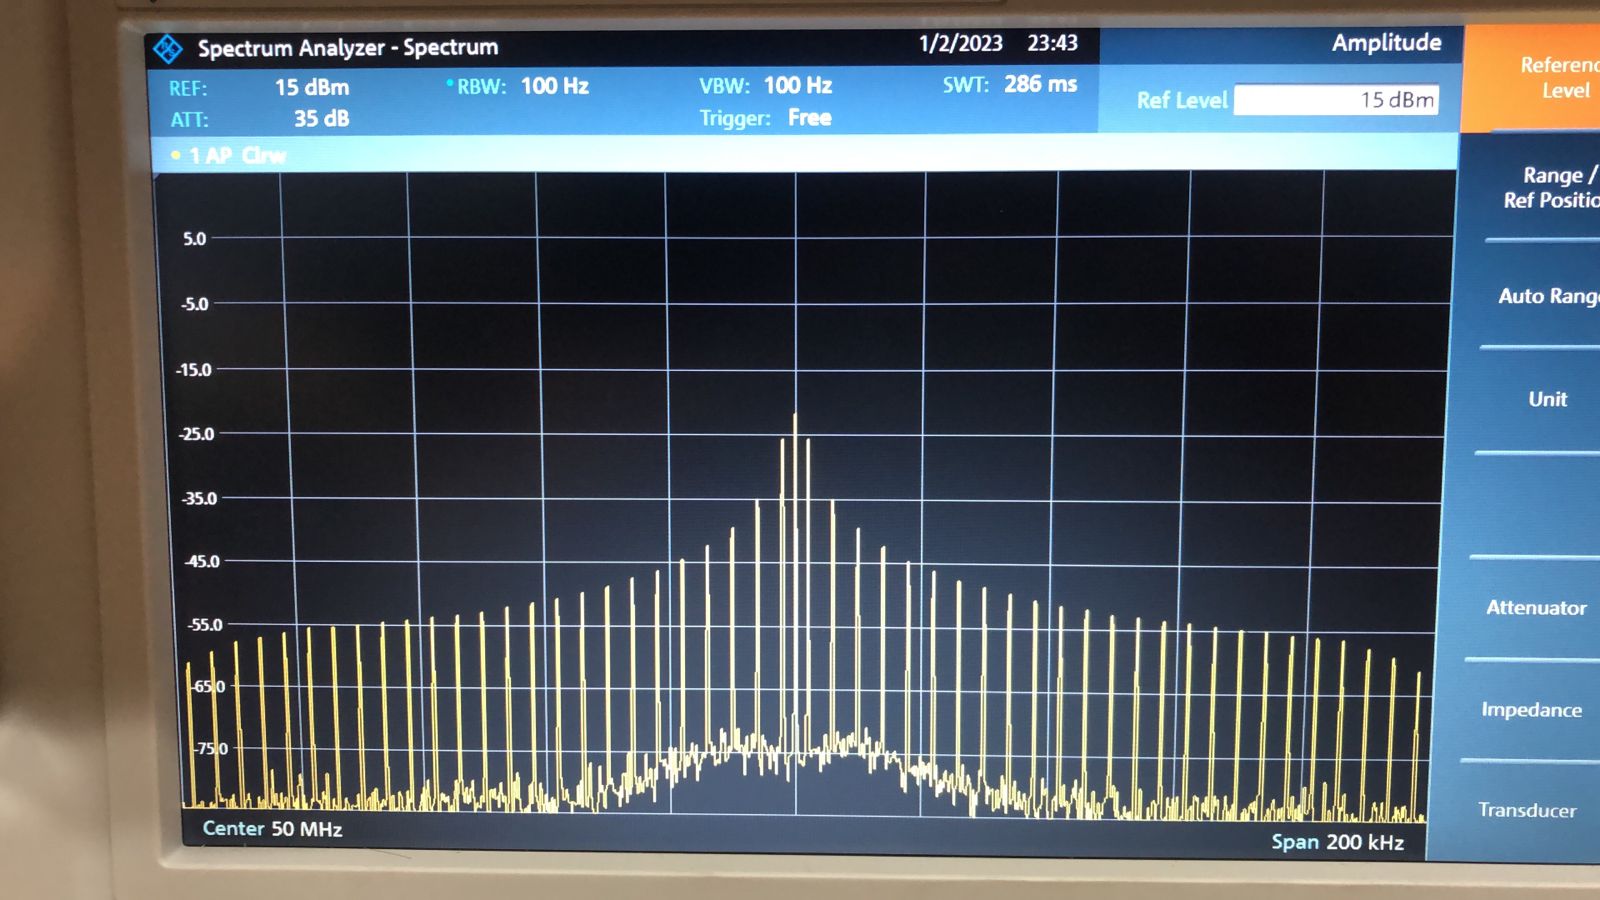 Spectrum Analyzer - Spectrum 1/2/2023 23:43 Amplitude
REF: 15 dBm RBW: 100 Hz VBW: 100 Hz SWT: 286 ms
ATT: 35 dB Trigger: Free
Ref Level 15 dBm
1 AP Clrw
5.0
-5.0
-15.0
-25.0
-35.0
-45.0
-55.0
-65.0
-75.0
Center 50 MHz Span 200 kHz
Referenc
Level
Range /
Ref Positio
Auto Rang
Unit
Attenuator
Impedance
Transducer